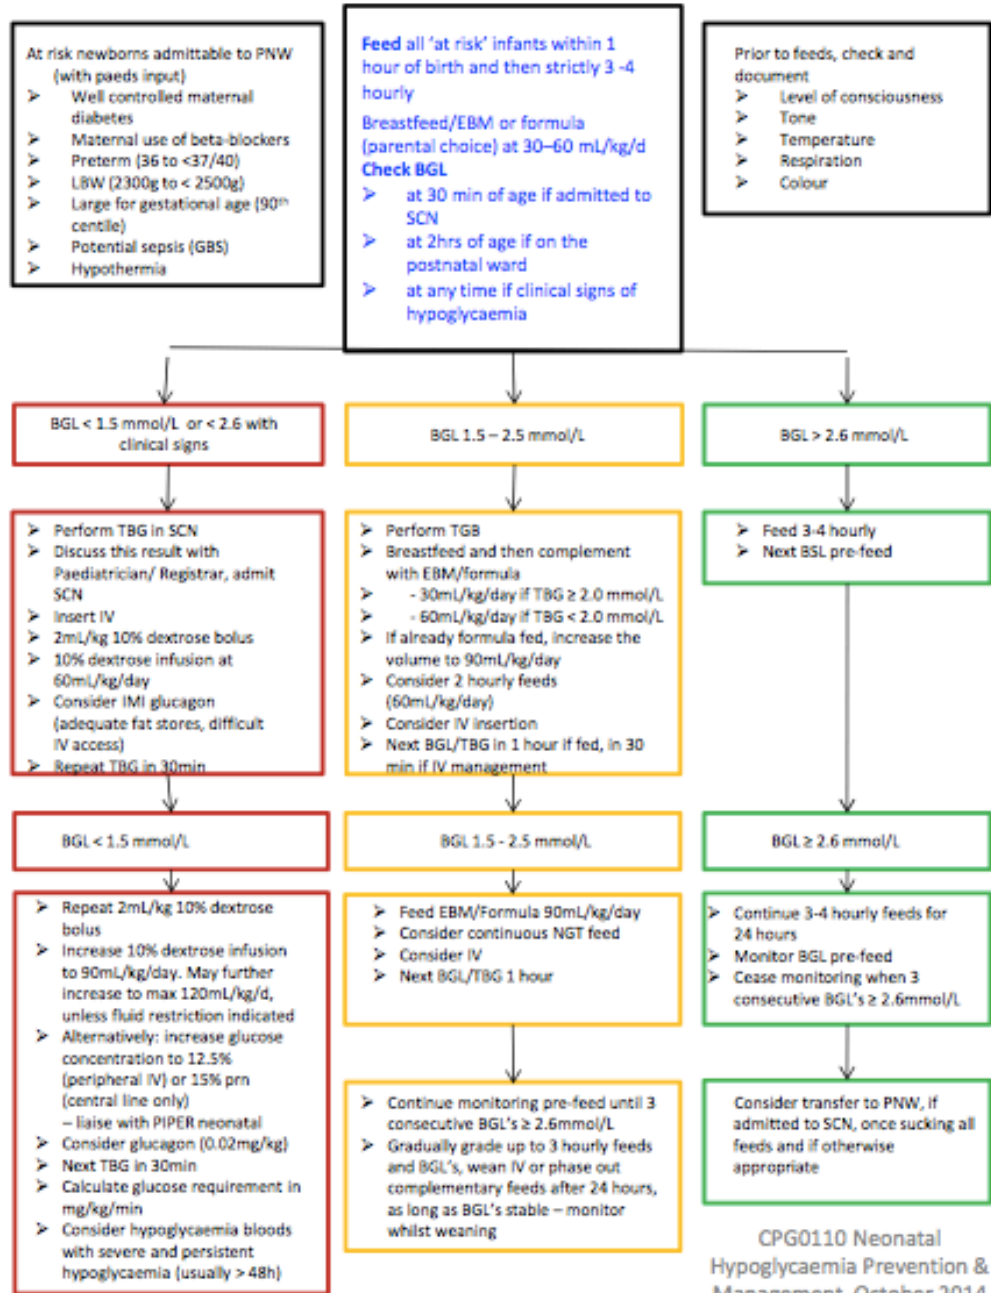 At risk newborns admittable to PNW
(with paeds input)
➤ Well controlled maternal
diabetes
➤ Maternal use of beta-blockers
➤ Preterm (36 to <37/40)
➤ LBW (2300g to < 2500g)
➤ Large for gestational age (90th
centile)
➤ Potential sepsis (GBS)
➤ Hypothermia
Feed all 'at risk' infants within 1
hour of birth and then strictly 3 -4
hourly
Breastfeed/EBM or formula
(parental choice) at 30–60 mL/kg/d
Check BGL
➤ at 30 min of age if admitted to
SCN
➤ at 2hrs of age if on the
postnatal ward
➤ at any time if clinical signs of
hypoglycaemia
Prior to feeds, check and
document
➤ Level of consciousness
➤ Tone
➤ Temperature
➤ Respiration
➤ Colour
BGL < 1.5 mmol/L or < 2.6 with
clinical signs
BGL 1.5 – 2.5 mmol/L
BGL > 2.6 mmol/L
➤ Perform TBG in SCN
➤ Discuss this result with
Paediatrician/ Registrar, admit
SCN
➤ Insert IV
➤ 2mL/kg 10% dextrose bolus
➤ 10% dextrose infusion at
60mL/kg/day
➤ Consider IMI glucagon
(adequate fat stores, difficult
IV access)
➤ Repeat TBG in 30min
➤ Perform TGB
➤ Breastfeed and then complement
with EBM/formula
➤ - 30mL/kg/day if TBG ≥ 2.0 mmol/L
➤ - 60mL/kg/day if TBG < 2.0 mmol/L
➤ If already formula fed, increase the
volume to 90mL/kg/day
➤ Consider 2 hourly feeds
(60mL/kg/day)
➤ Consider IV insertion
➤ Next BGL/TBG in 1 hour if fed, in 30
min if IV management
➤ Feed 3-4 hourly
➤ Next BSL pre-feed
BGL < 1.5 mmol/L
BGL 1.5 - 2.5 mmol/L
BGL ≥ 2.6 mmol/L
➤ Repeat 2mL/kg 10% dextrose
bolus
➤ Increase 10% dextrose infusion
to 90mL/kg/day. May further
increase to max 120mL/kg/d,
unless fluid restriction indicated
➤ Alternatively: increase glucose
concentration to 12.5%
(peripheral IV) or 15% prn
(central line only)
– liaise with PIPER neonatal
➤ Consider glucagon (0.02mg/kg)
➤ Next TBG in 30min
➤ Calculate glucose requirement in
mg/kg/min
➤ Consider hypoglycaemia bloods
with severe and persistent
hypoglycaemia (usually > 48h)
➤ Feed EBM/Formula 90mL/kg/day
➤ Consider continuous NGT feed
➤ Consider IV
➤ Next BGL/TBG 1 hour
➤ Continue 3-4 hourly feeds for
24 hours
➤ Monitor BGL pre-feed
➤ Cease monitoring when 3
consecutive BGL's ≥ 2.6mmol/L
➤ Continue monitoring pre-feed until 3
consecutive BGL's ≥ 2.6mmol/L
➤ Gradually grade up to 3 hourly feeds
and BGL's, wean IV or phase out
complementary feeds after 24 hours,
as long as BGL's stable – monitor
whilst weaning
Consider transfer to PNW, if
admitted to SCN, once sucking all
feeds and if otherwise
appropriate
CPG0110 Neonatal
Hypoglycaemia Prevention &
Management, October 2014